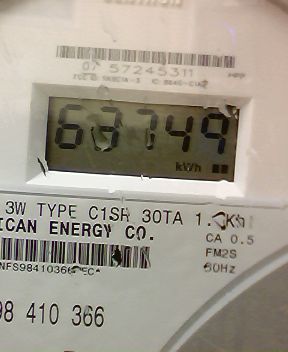 07 57245311
63749
kWh
3W TYPE C1SR 30TA 1.
ICAN ENERGY CO.
CA 0.5
FM2S
60Hz
98 410 366